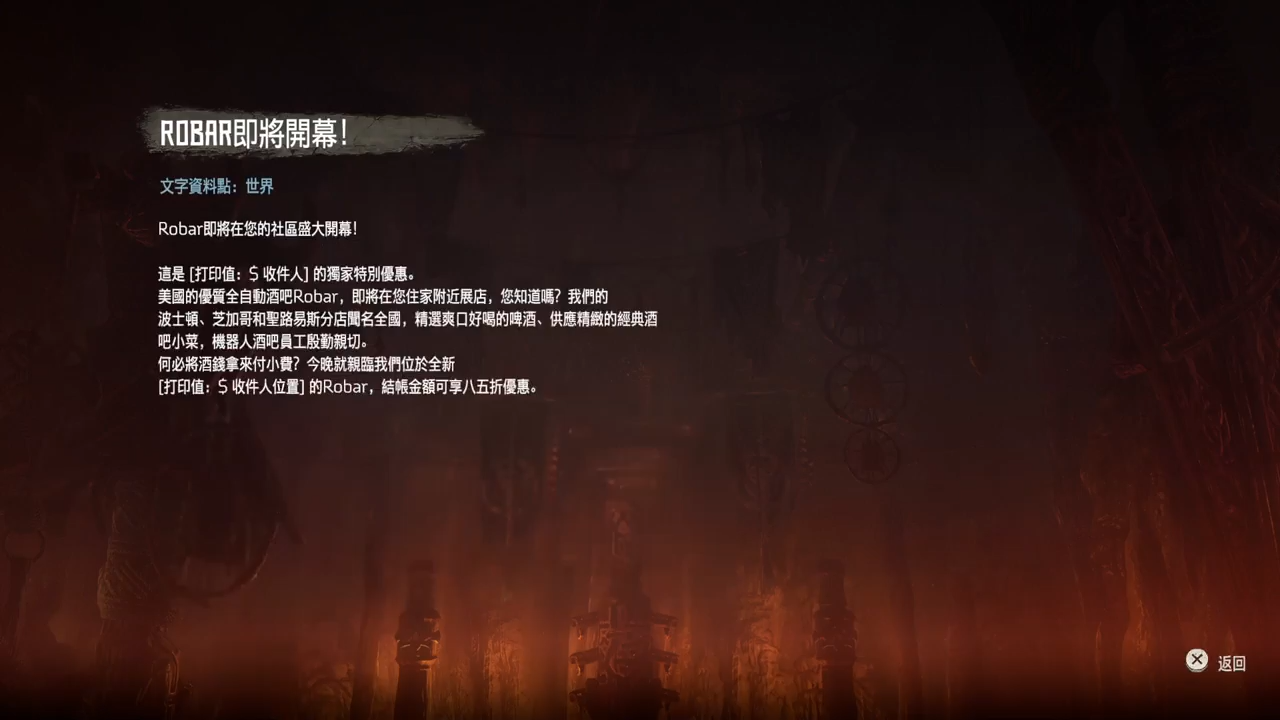 ROBAR即將開幕!
文字資料點：世界
Robar即將在您的社區盛大開幕!
這是 [打印值：$ 收件人] 的獨家特別優惠。
美國的優質全自動酒吧Robar，即將在您住家附近展店，您知道嗎？我們的
波士頓、芝加哥和聖路易斯分店聞名全國，精選爽口好喝的啤酒、供應精緻的經典酒
吧小菜，機器人酒吧員工殷勤親切。
何必將酒錢拿來付小費？今晚就親臨我們位於全新
[打印值：$ 收件人位置] 的Robar，結帳金額可享八五折優惠。
返回